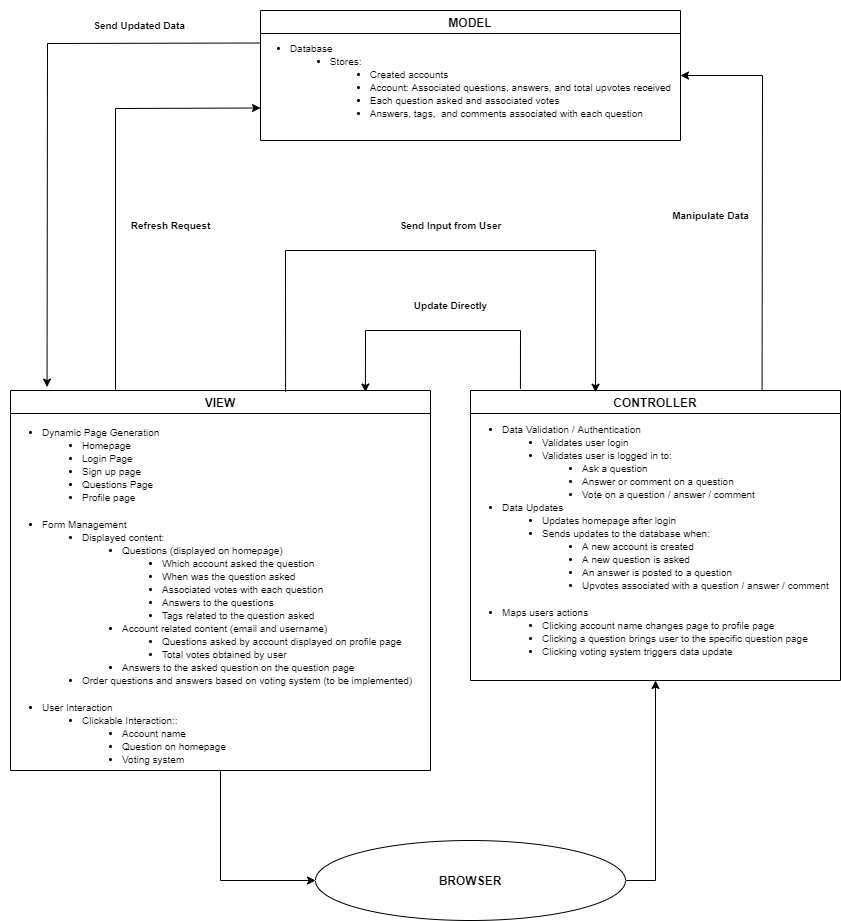 Send Updated Data
MODEL
Database
Stores:
Created accounts
Account: Associated questions, answers, and total upvotes received
Each question asked and associated votes
Answers, tags, and comments associated with each question
Refresh Request
Send Input from User
Manipulate Data
Update Directly
VIEW
Dynamic Page Generation
Homepage
Login Page
Sign up page
Questions Page
Profile page
Form Management
Displayed content:
Questions (displayed on homepage)
Which account asked the question
When was the question asked
Associated votes with each question
Answers to the questions
Tags related to the question asked
Account related content (email and username)
Questions asked by account displayed on profile page
Total votes obtained by user
Answers to the asked question on the question page
Order questions and answers based on voting system (to be implemented)
User Interaction
Clickable Interaction::
Account name
Question on homepage
Voting system
CONTROLLER
Data Validation / Authentication
Validates user login
Validates user is logged in to:
Ask a question
Answer or comment on a question
Vote on a question / answer / comment
Data Updates
Updates homepage after login
Sends updates to the database when:
A new account is created
A new question is asked
An answer is posted to a question
Upvotes associated with a question / answer / comment
Maps users actions
Clicking account name changes page to profile page
Clicking a question brings user to the specific question page
Clicking voting system triggers data update
BROWSER